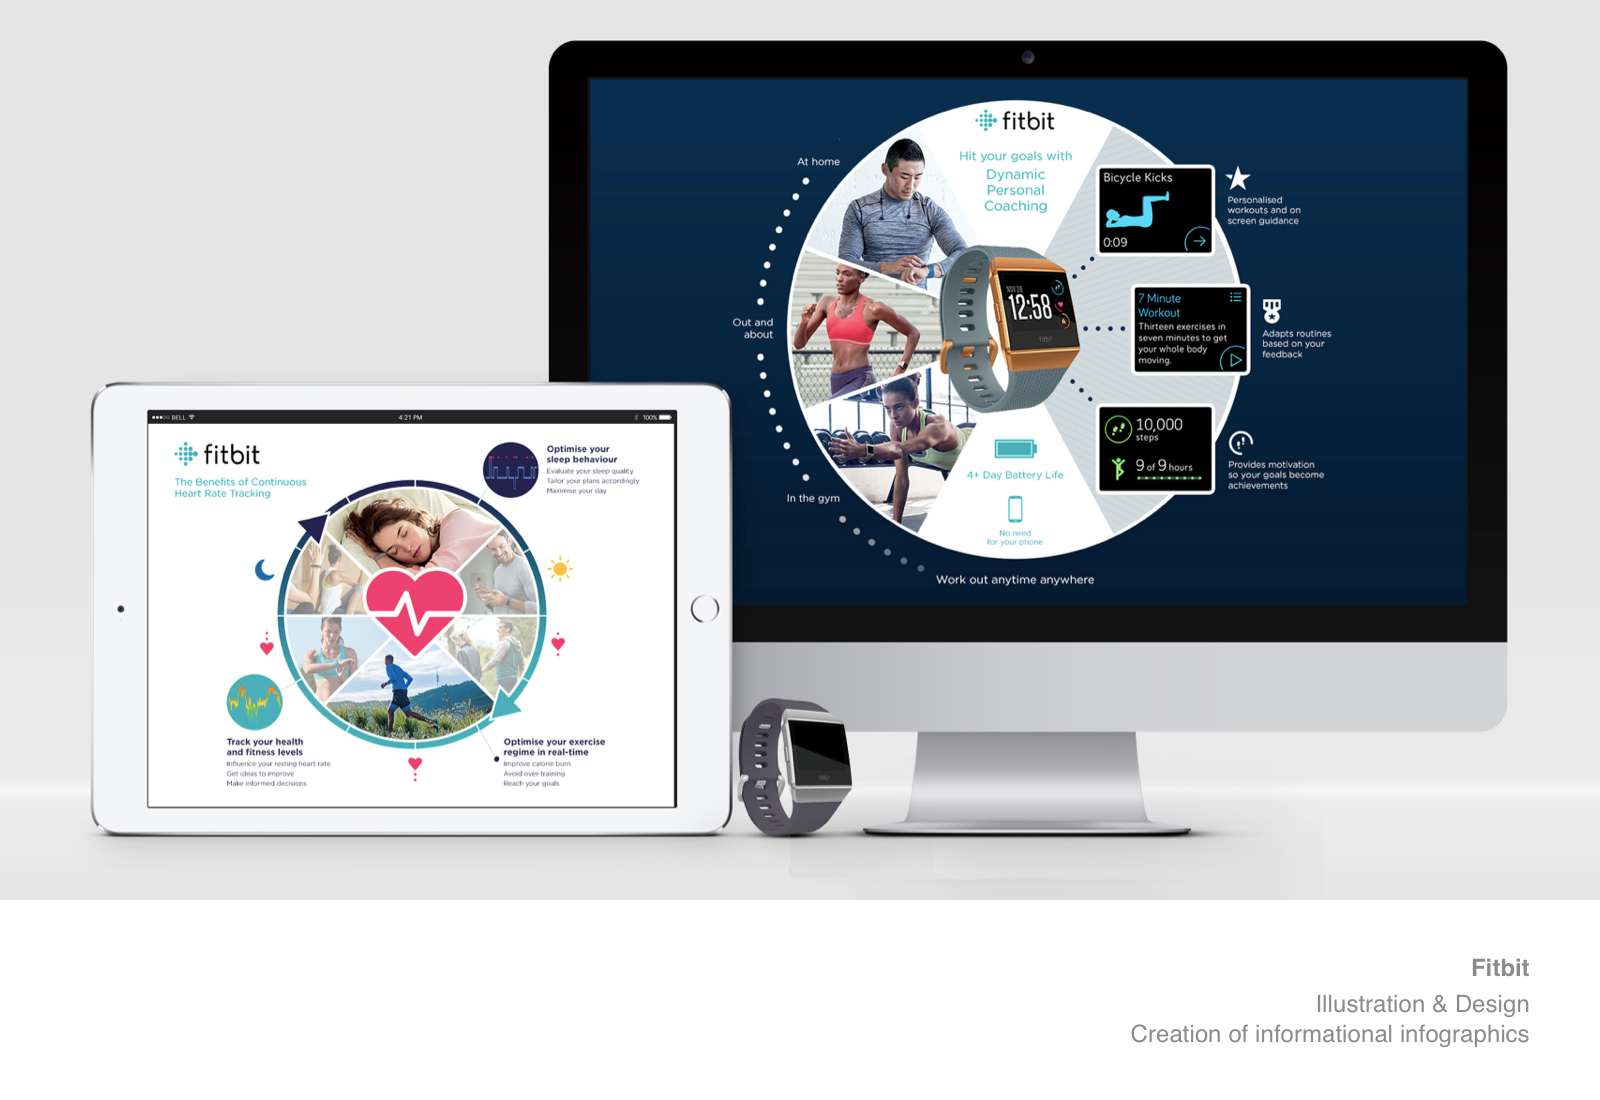 fitbit
Hit your goals with
Dynamic
Personal
Coaching
At home
Out and
about
In the gym
Work out anytime anywhere
Bicycle Kicks
0:09
Personalised
workouts and on
screen guidance
NOV 28
12:58
fitbit
7 Minute
Workout
Thirteen exercises in
seven minutes to get
your whole body
moving.
Adapts routines
based on your
feedback
10,000
steps
9 of 9 hours
Provides motivation
so your goals become
achievements
4+ Day Battery Life
No need
for your phone
BELL
4:21 PM
100%
fitbit
The Benefits of Continuous
Heart Rate Tracking
Optimise your
sleep behaviour
Evaluate your sleep quality
Tailor your plans accordingly
Maximise your day
Track your health
and fitness levels
Influence your resting heart rate
Get ideas to improve
Make informed decisions
Optimise your exercise
regime in real-time
Improve calorie burn
Avoid over-training
Reach your goals
fitbit
Fitbit
Illustration & Design
Creation of informational infographics